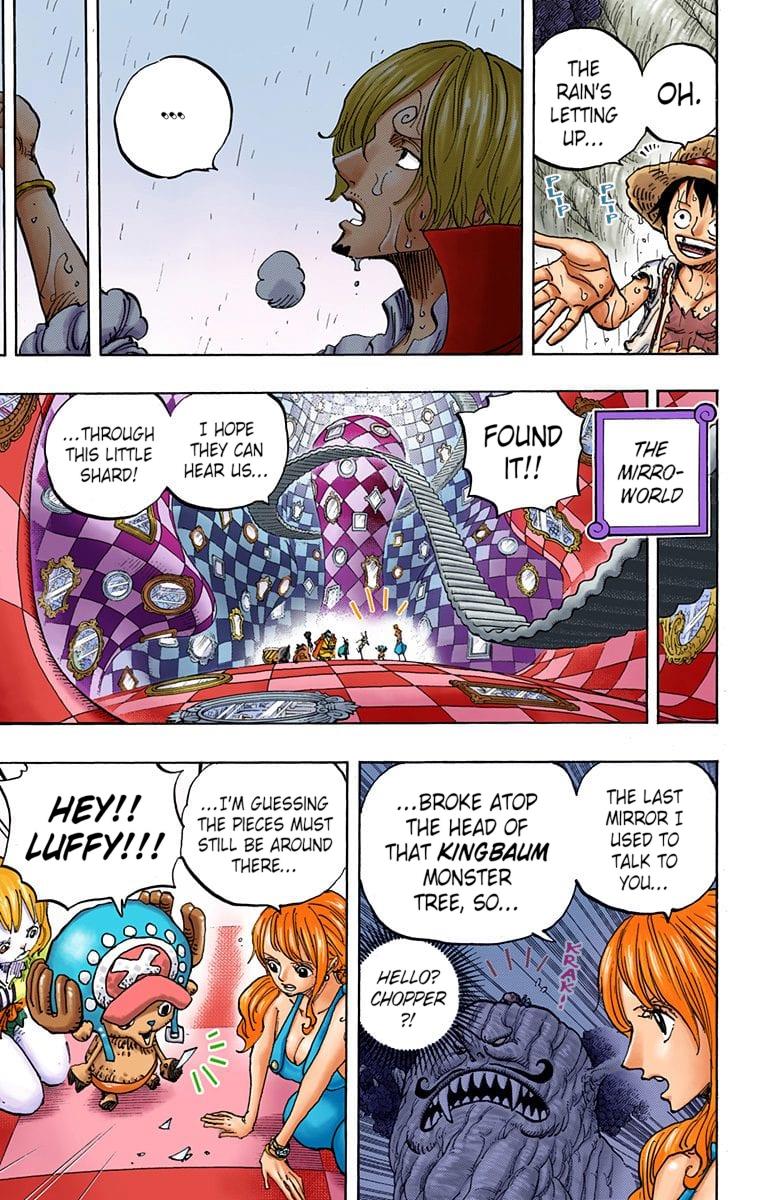 OH.
THE
RAIN'S
LETTING
UP...
PLIP
PLIP
...
THE
MIRRO-
WORLD
FOUND
IT!!
I HOPE
THEY CAN
HEAR US...
...THROUGH
THIS LITTLE
SHARD!
THE LAST
MIRROR I
USED TO
TALK TO
YOU...
...BROKE ATOP
THE HEAD OF
THAT KINGBAUM
MONSTER
TREE, SO...
KRAK!
HELLO?
CHOPPER
?!
...I'M GUESSING
THE PIECES MUST
STILL BE AROUND
THERE...
HEY!!
LUFFY!!!